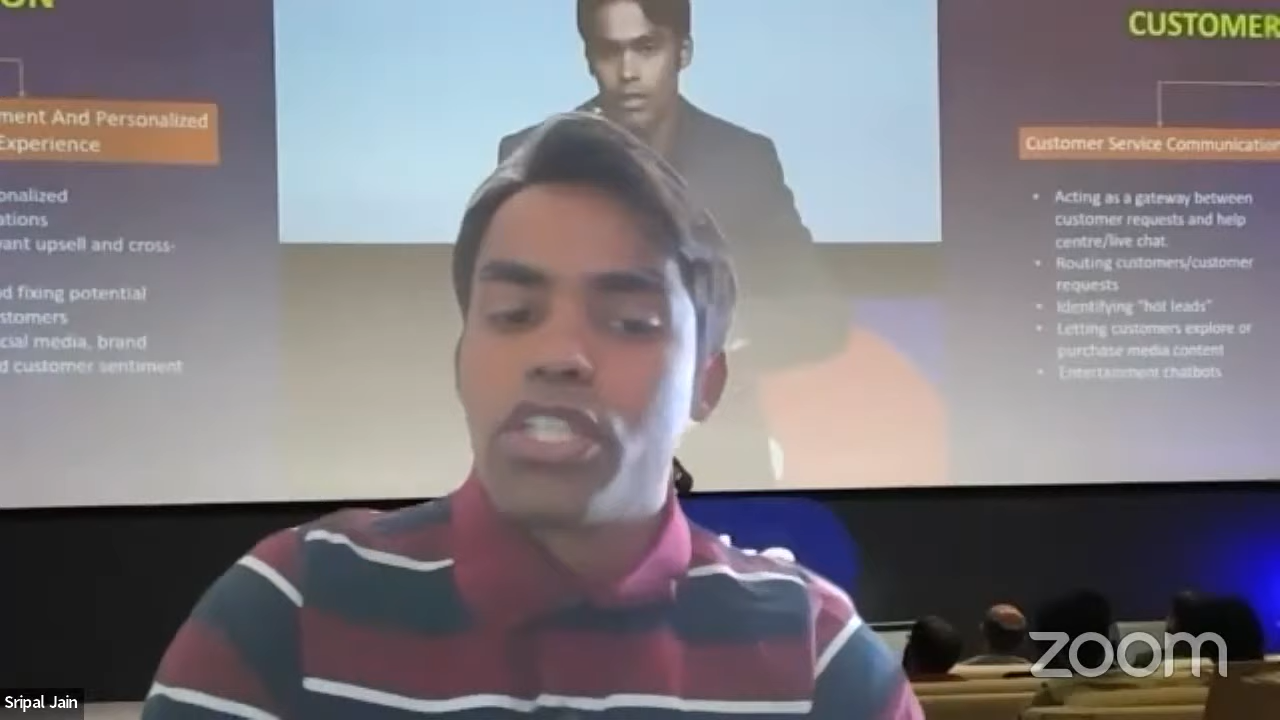 ON
ment And Personalized
Experience
onalized
ations
vant upsell and cross-
d fixing potential
stomers
cial media, brand
d customer sentiment
CUSTOMER
Customer Service Communication
• Acting as a gateway between
customer requests and help
centre/live chat.
• Routing customers/customer
requests
• Identifying "hot leads"
• Letting customers explore or
purchase media content
• Entertainment chatbots
zoom
Sripal Jain